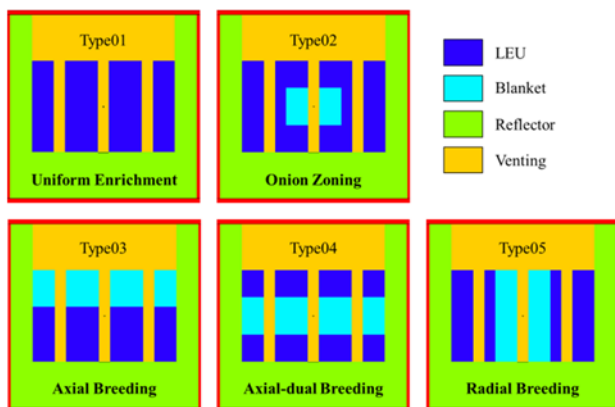 Type01
Type02
LEU
Blanket
Reflector
Venting
Uniform Enrichment
Onion Zoning
Type03
Type04
Type05
Axial Breeding
Axial-dual Breeding
Radial Breeding